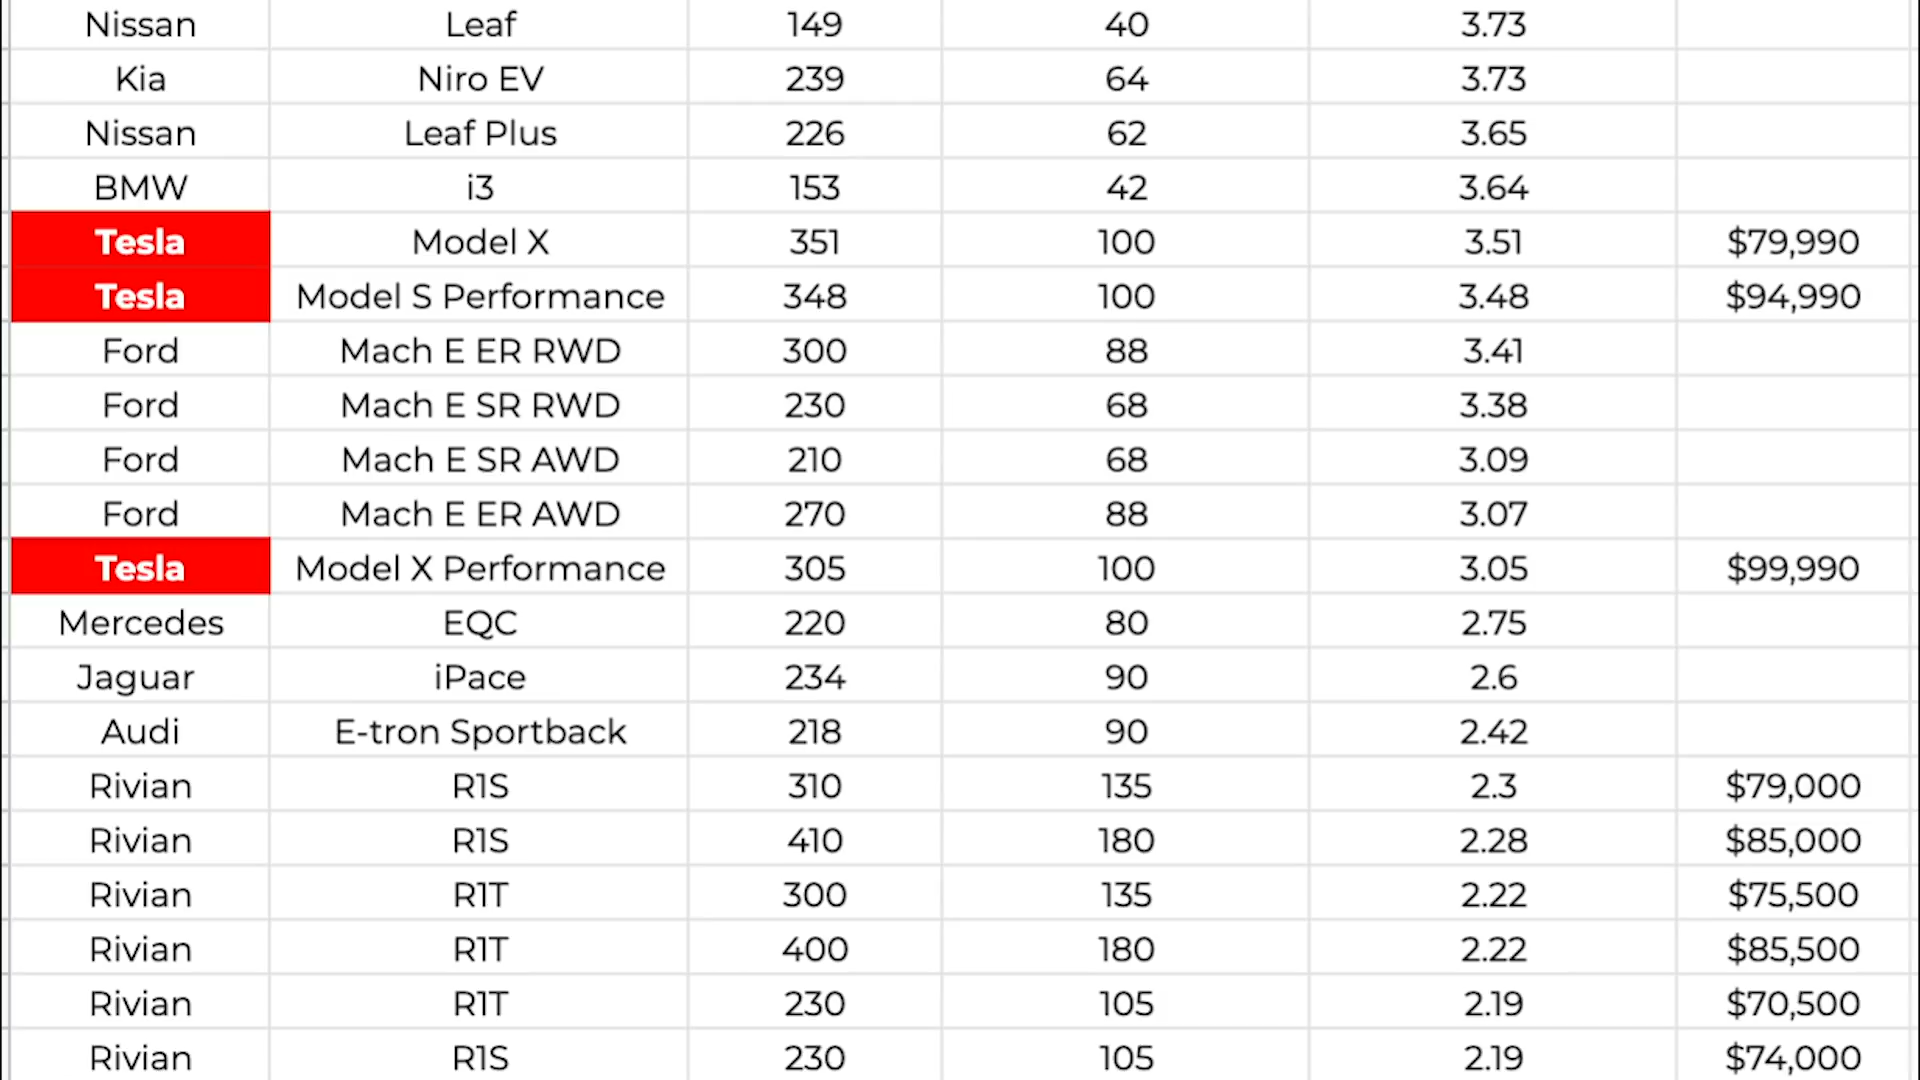 Nissan Leaf 149 40 3.73
Kia Niro EV 239 64 3.73
Nissan Leaf Plus 226 62 3.65
BMW i3 153 42 3.64
Tesla Model X 351 100 3.51 $79,990
Tesla Model S Performance 348 100 3.48 $94,990
Ford Mach E ER RWD 300 88 3.41
Ford Mach E SR RWD 230 68 3.38
Ford Mach E SR AWD 210 68 3.09
Ford Mach E ER AWD 270 88 3.07
Tesla Model X Performance 305 100 3.05 $99,990
Mercedes EQC 220 80 2.75
Jaguar iPace 234 90 2.6
Audi E-tron Sportback 218 90 2.42
Rivian R1S 310 135 2.3 $79,000
Rivian R1S 410 180 2.28 $85,000
Rivian R1T 300 135 2.22 $75,500
Rivian R1T 400 180 2.22 $85,500
Rivian R1T 230 105 2.19 $70,500
Rivian R1S 230 105 2.19 $74,000